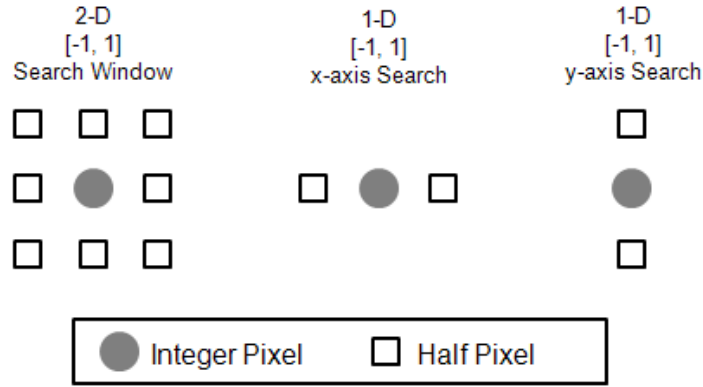 2-D
[-1, 1]
Search Window
1-D
[-1, 1]
x-axis Search
1-D
[-1, 1]
y-axis Search
Integer Pixel
Half Pixel